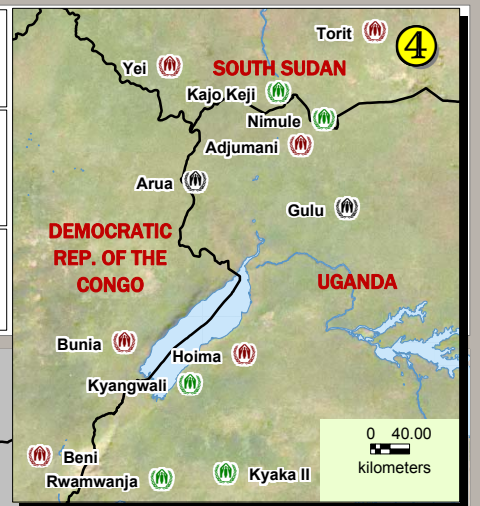 Torit
4
Yei
SOUTH SUDAN
Kajo Keji
Nimule
Adjumani
Arua
Gulu
DEMOCRATIC
REP. OF THE
CONGO
UGANDA
Bunia
Hoima
Kyangwali
Beni
Kyaka II
Rwamwanja
0 40.00
kilometers